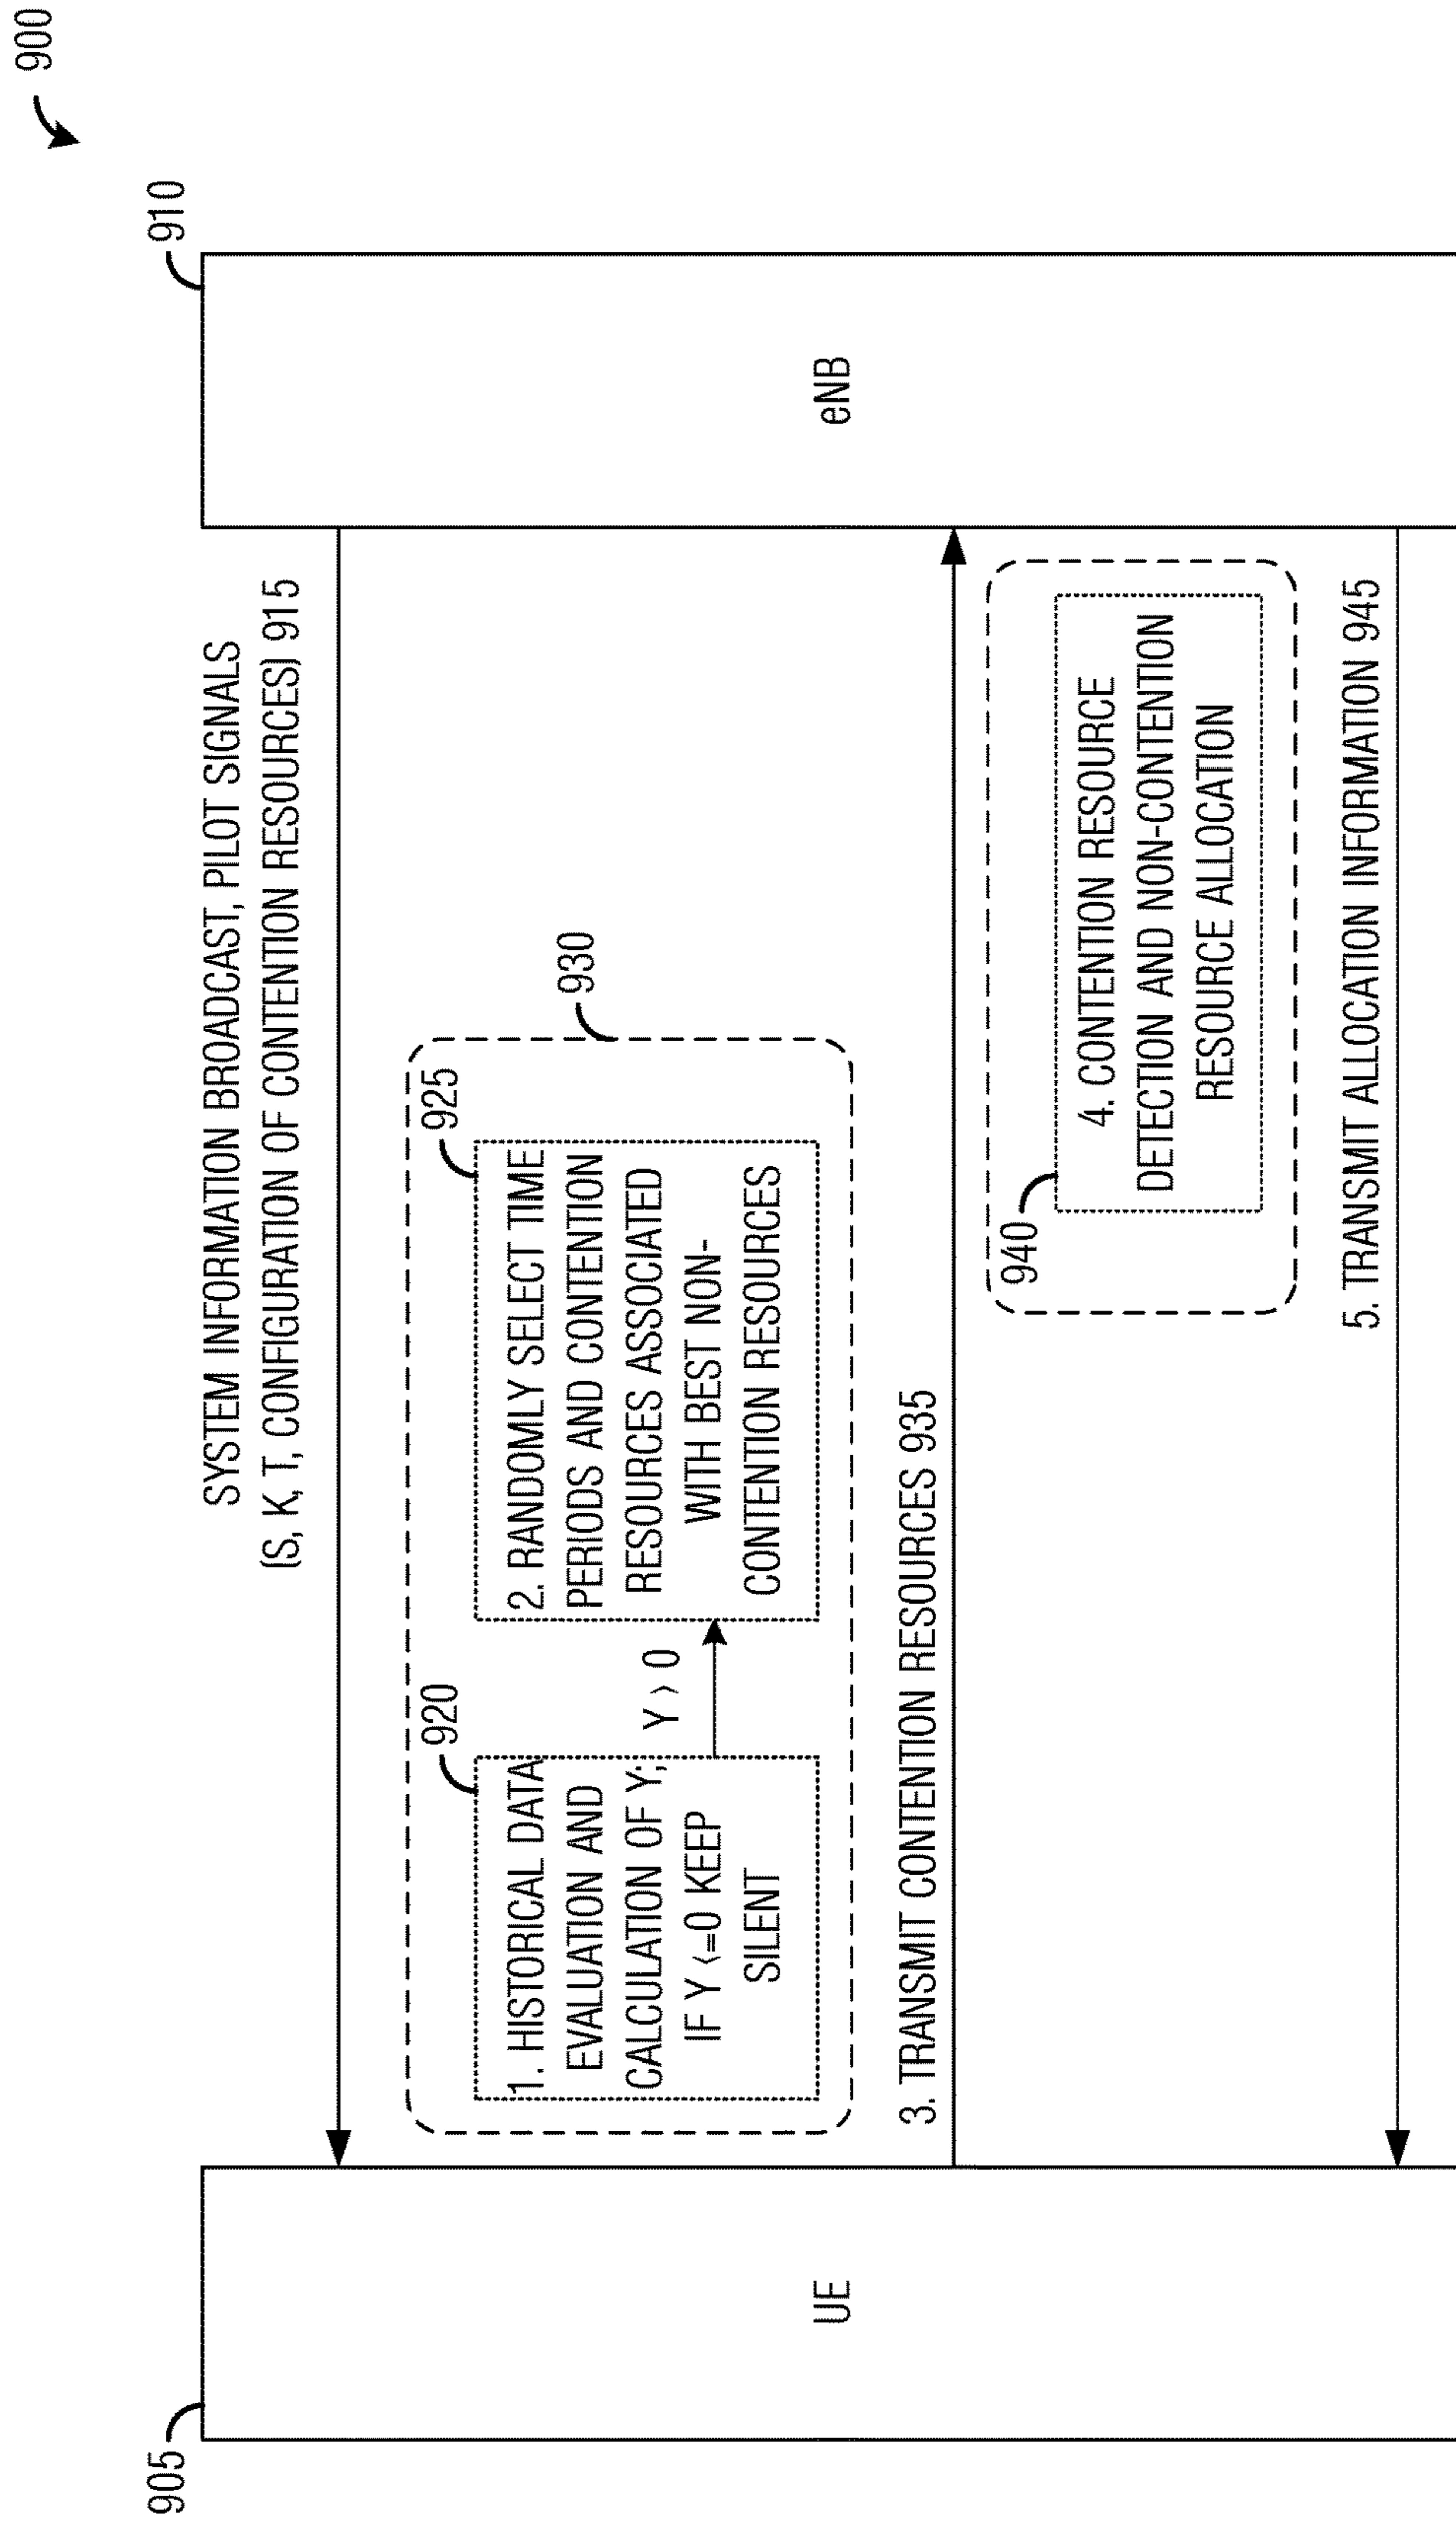 900
905
910
UE
eNB
SYSTEM INFORMATION BROADCAST, PILOT SIGNALS
(S, K, T, CONFIGURATION OF CONTENTION RESOURCES) 915
930
920
1. HISTORICAL DATA
EVALUATION AND
CALCULATION OF Y;
IF Y <=0 KEEP
SILENT
Y > 0
925
2. RANDOMLY SELECT TIME
PERIODS AND CONTENTION
RESOURCES ASSOCIATED
WITH BEST NON-
CONTENTION RESOURCES
3. TRANSMIT CONTENTION RESOURCES 935
940
4. CONTENTION RESOURCE
DETECTION AND NON-CONTENTION
RESOURCE ALLOCATION
5. TRANSMIT ALLOCATION INFORMATION 945